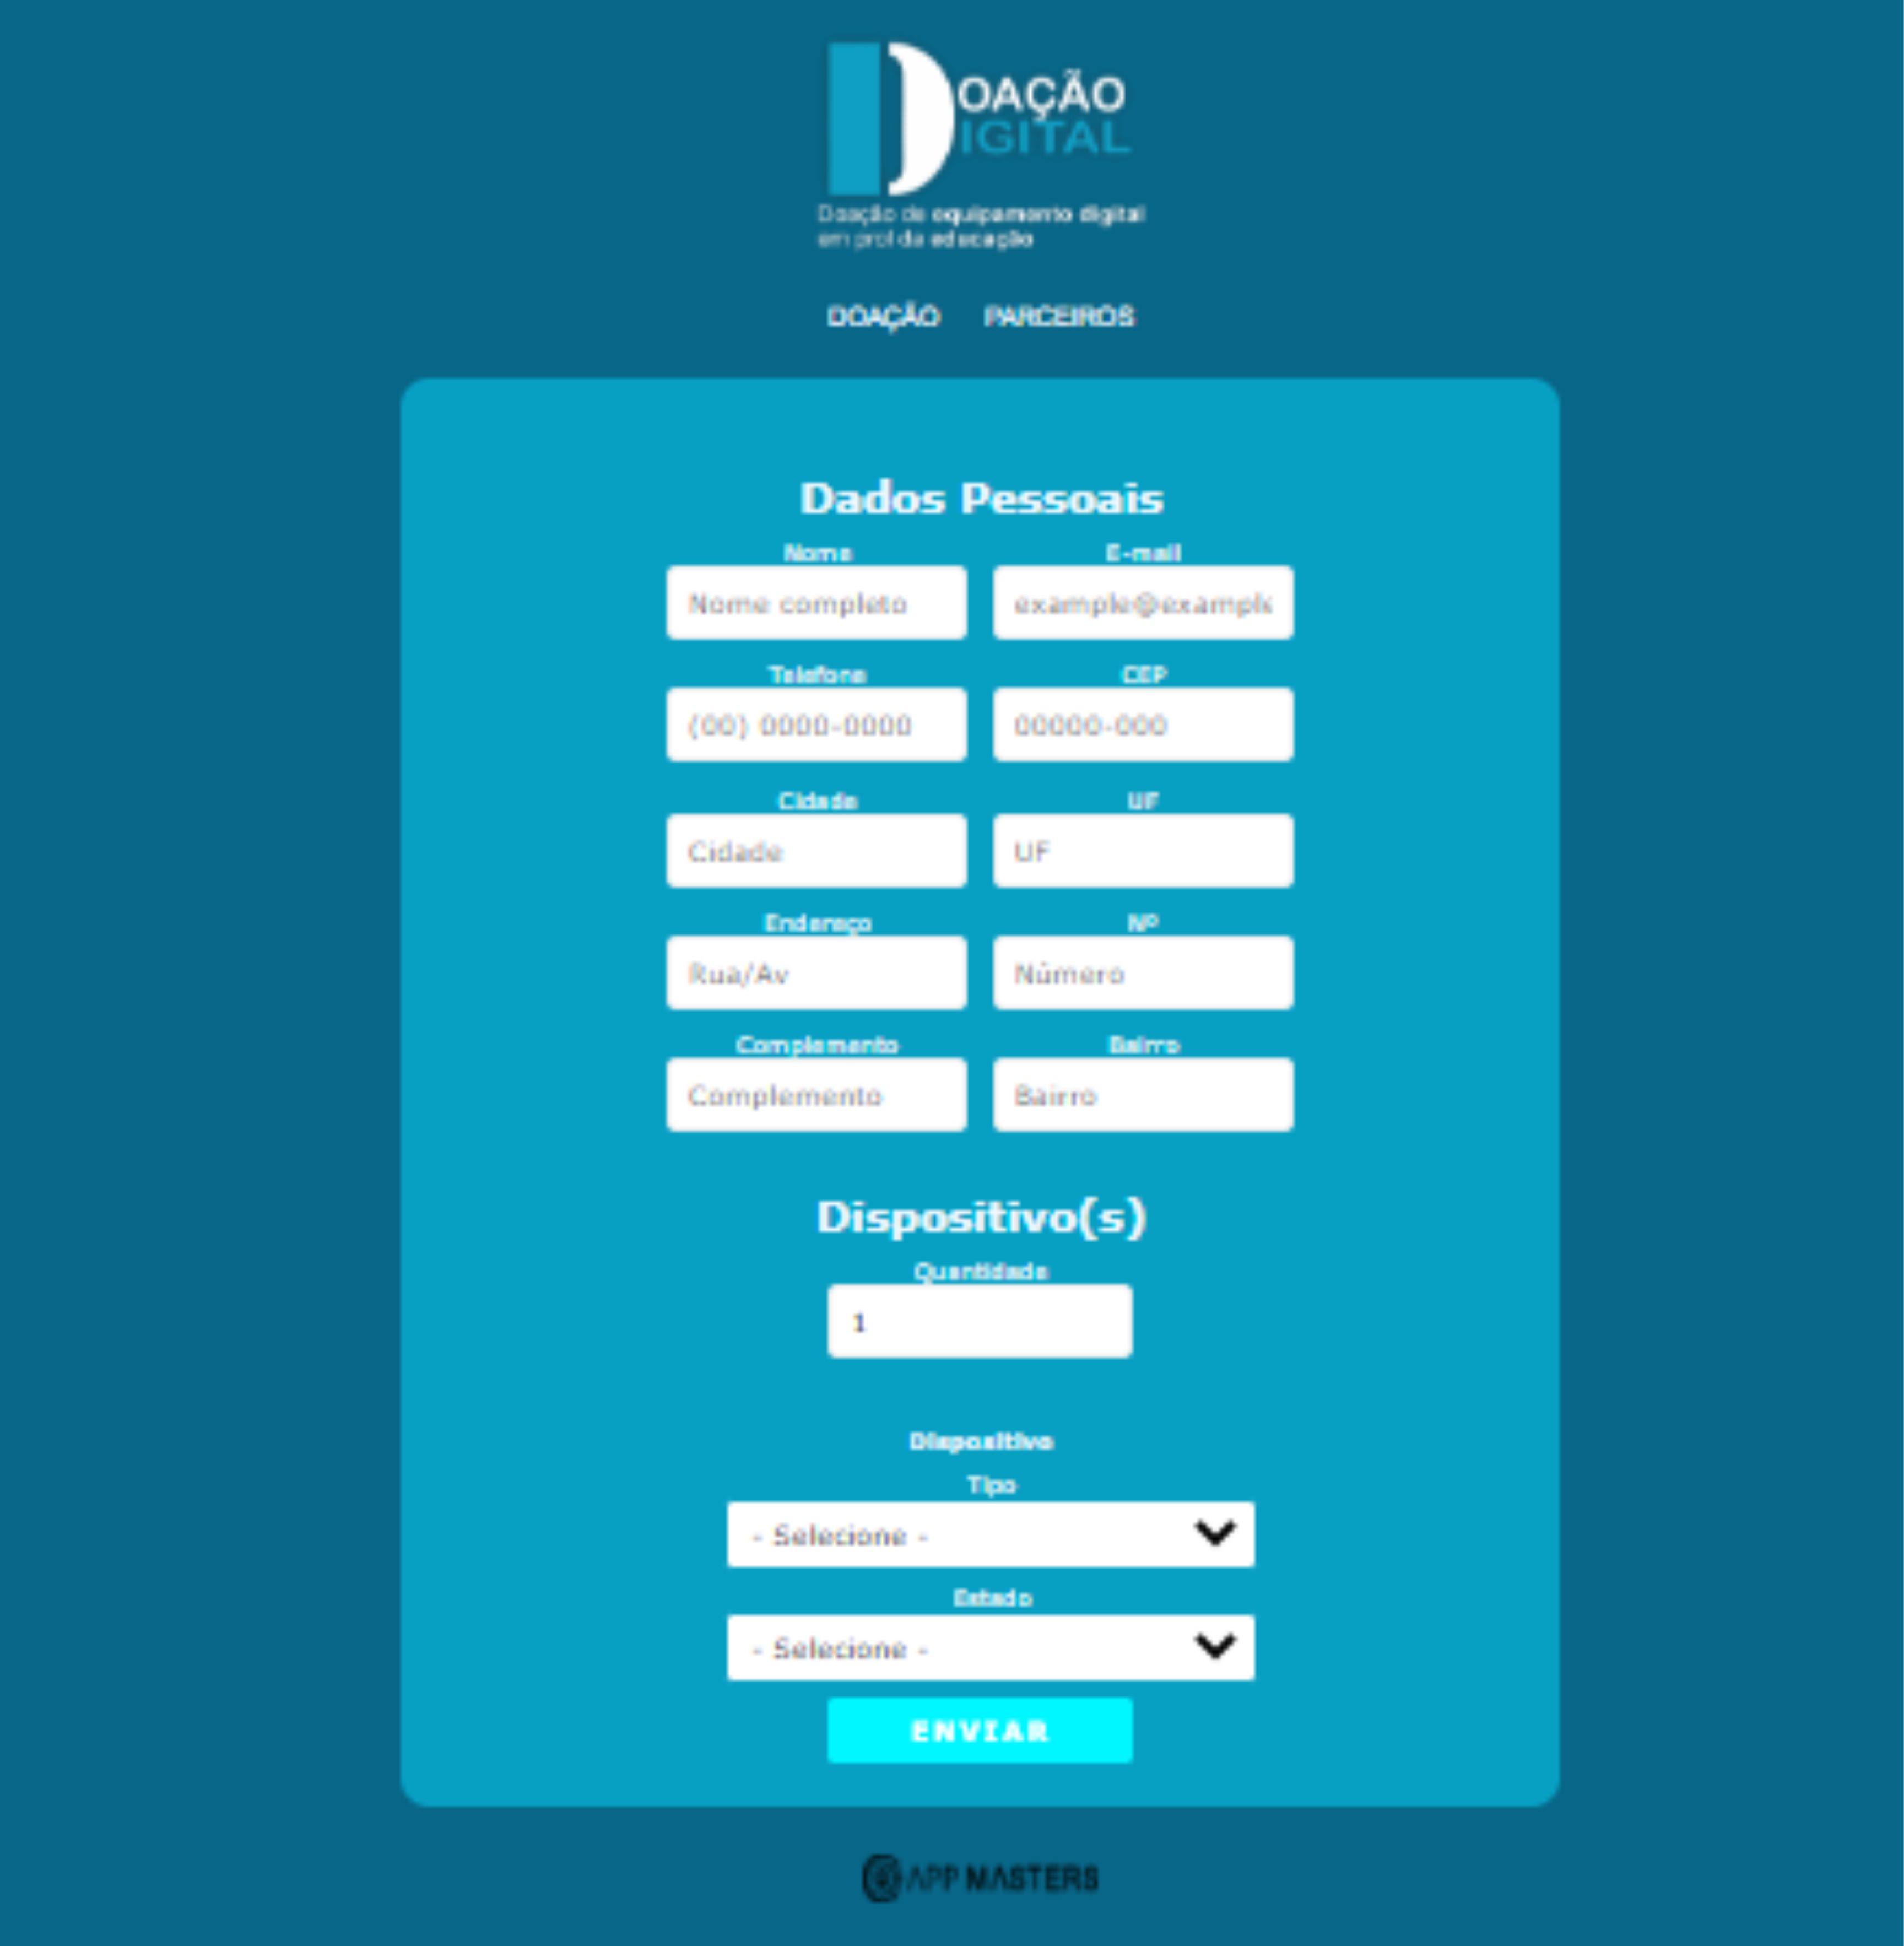 DOAÇÃO
DIGITAL
Doação de equipamento digital
em prol da educação
DOAÇÃO PARCEIROS
Dados Pessoais
Nome E-mail
Nome completo example@example
Telefone CEP
(00) 0000-0000 00000-000
Cidade UF
Cidade UF
Endereço Nº
Rua/Av Número
Complemento Bairro
Complemento Bairro
Dispositivo(s)
Quantidade
1
Dispositivo
Tipo
- Selecione -
Estado
- Selecione -
ENVIAR
APP MASTERS